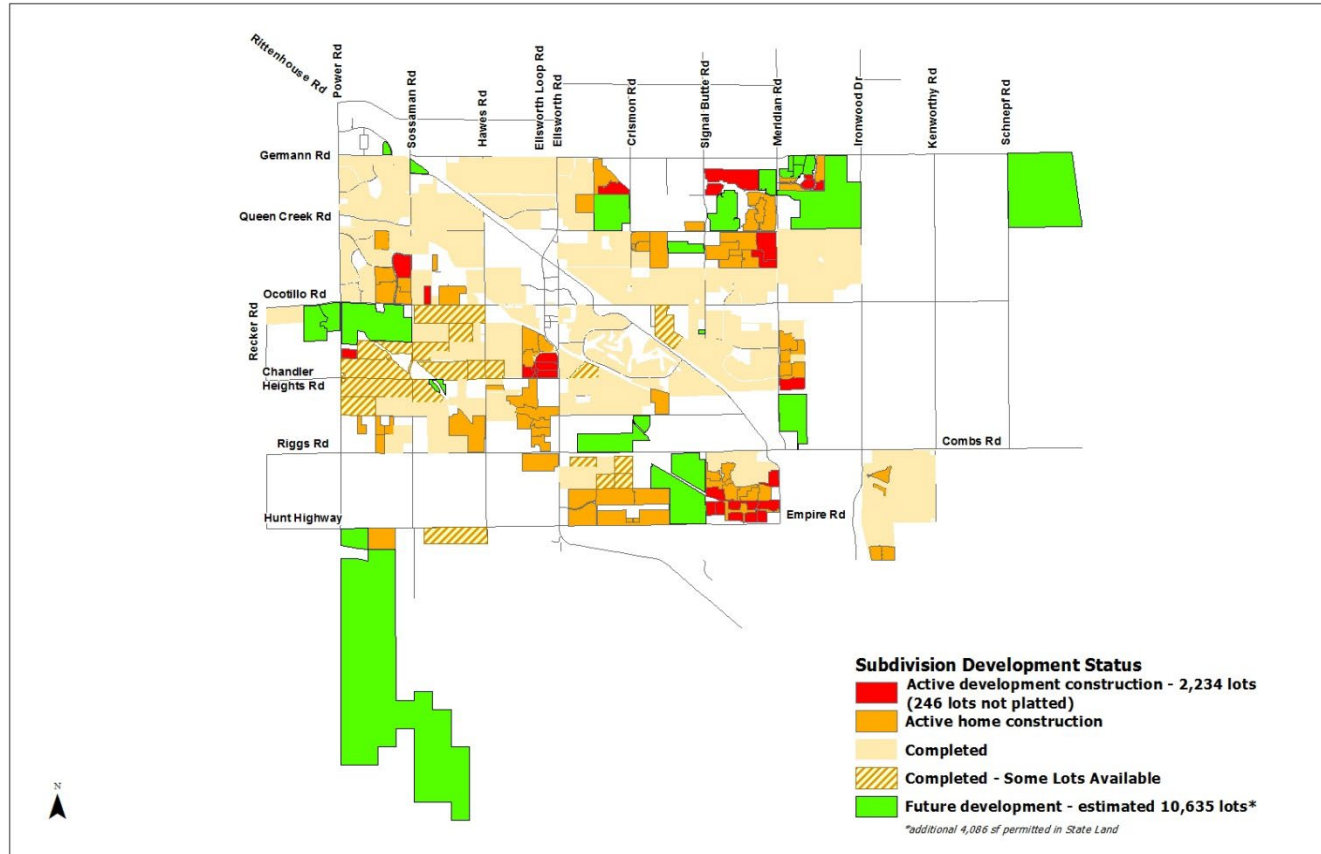 Rittenhouse Rd
Power Rd
Sossaman Rd
Hawes Rd
Ellsworth Loop Rd
Ellsworth Rd
Crismon Rd
Signal Butte Rd
Meridian Rd
Ironwood Dr
Kenworthy Rd
Schnepf Rd
Germann Rd
Queen Creek Rd
Ocotillo Rd
Recker Rd
Chandler
Heights Rd
Riggs Rd
Combs Rd
Hunt Highway
Empire Rd
Subdivision Development Status
Active development construction - 2,234 lots
(246 lots not platted)
Active home construction
Completed
Completed - Some Lots Available
Future development - estimated 10,635 lots*
*additional 4,086 sf permitted in State Land
N